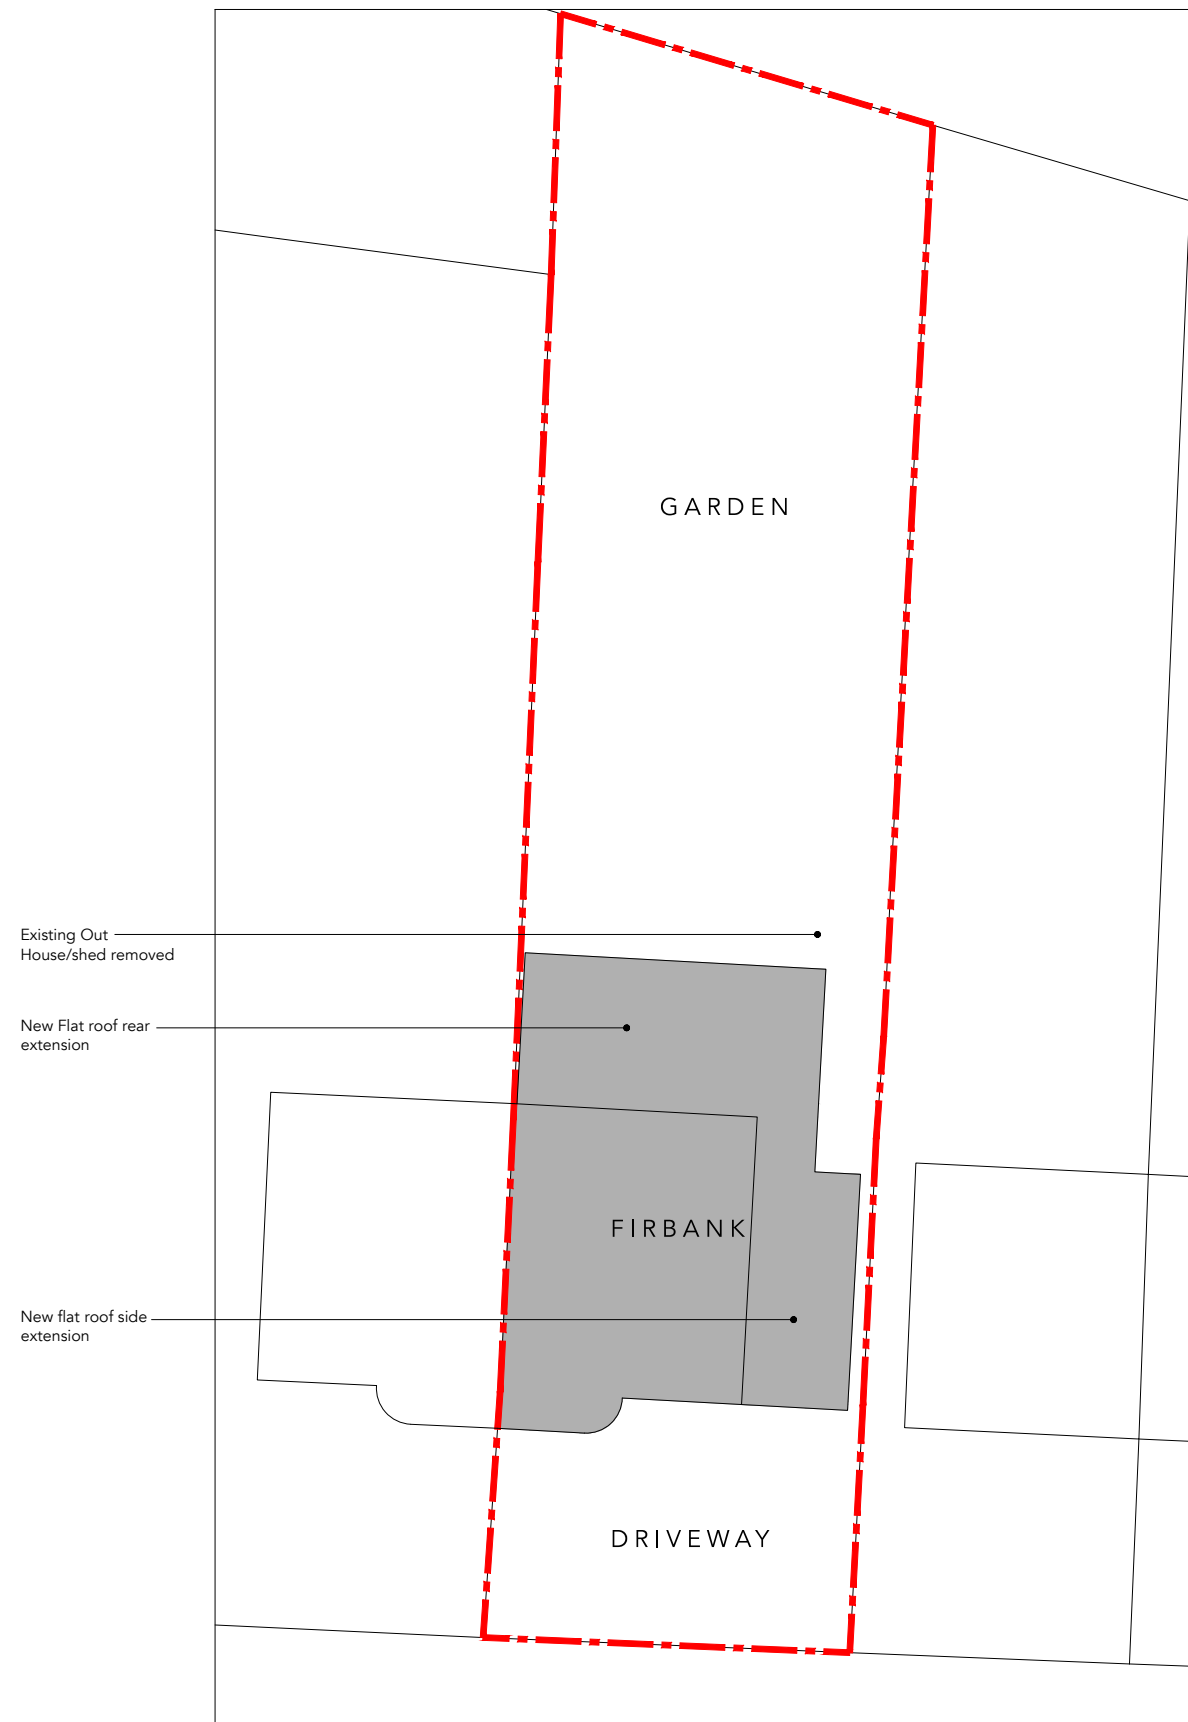 GARDEN
Existing Out
House/shed removed
New Flat roof rear
extension
FIRBANK
New flat roof side
extension
DRIVEWAY